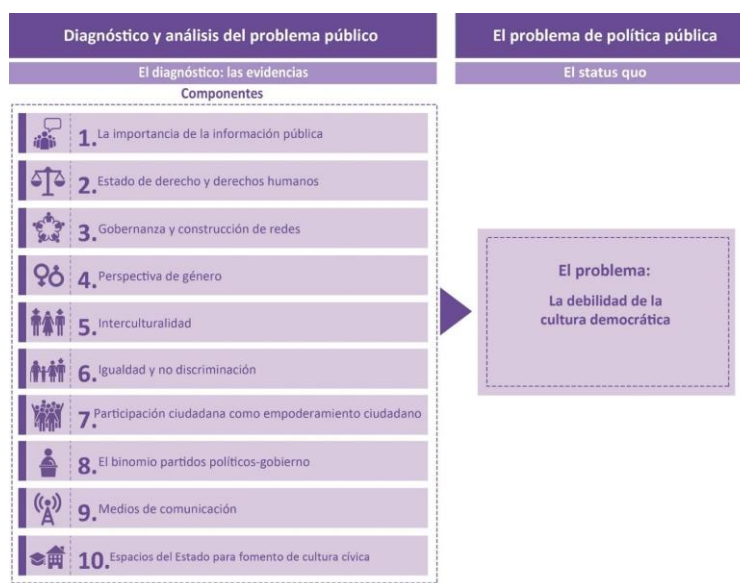 Diagnóstico y análisis del problema público
El diagnóstico: las evidencias
Componentes
1. La importancia de la información pública
2. Estado de derecho y derechos humanos
3. Gobernanza y construcción de redes
4. Perspectiva de género
5. Interculturalidad
6. Igualdad y no discriminación
7. Participación ciudadana como empoderamiento ciudadano
8. El binomio partidos políticos-gobierno
9. Medios de comunicación
10. Espacios del Estado para fomento de cultura cívica
El problema de política pública
El status quo
El problema:
La debilidad de la
cultura democrática